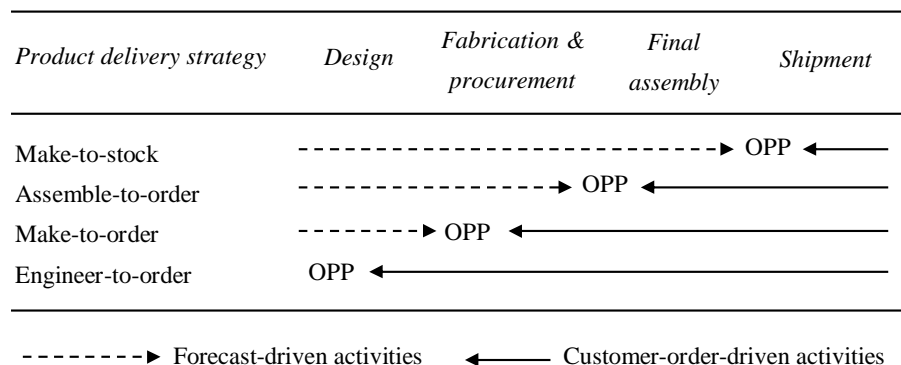 Product delivery strategy Design Fabrication & procurement Final assembly Shipment
Make-to-stock OPP
Assemble-to-order OPP
Make-to-order OPP
Engineer-to-order OPP
Forecast-driven activities Customer-order-driven activities